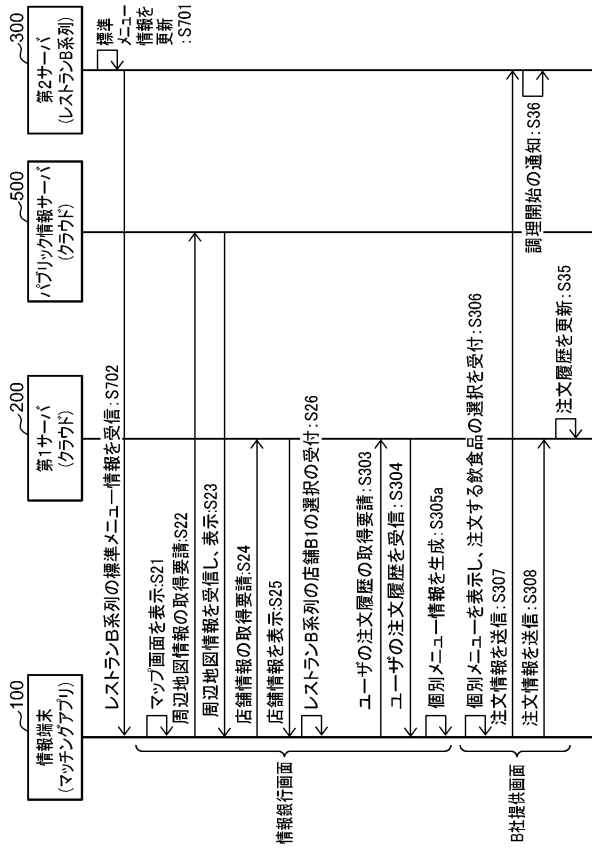 100
情報端末
(マッチングアプリ)
200
第1サーバ
(クラウド)
500
パブリック情報サーバ
(クラウド)
300
第2サーバ
(レストランB系列)
標準
メニュー
情報を
更新
:S701
レストランB系列の標準メニュー情報を受信:S702
マップ画面を表示:S21
周辺地図情報の取得要請:S22
周辺地図情報を受信し、表示:S23
店舗情報の取得要請:S24
店舗情報を表示:S25
レストランB系列の店舗B1の選択の受付:S26
ユーザの注文履歴の取得要請:S303
ユーザの注文履歴を受信:S304
個別メニュー情報を生成:S305a
情報銀行画面
個別メニューを表示し、注文する飲食品の選択を受付:S306
注文情報を送信:S307
調理開始の通知:S36
注文情報を送信:S308
注文履歴を更新:S35
B社提供画面